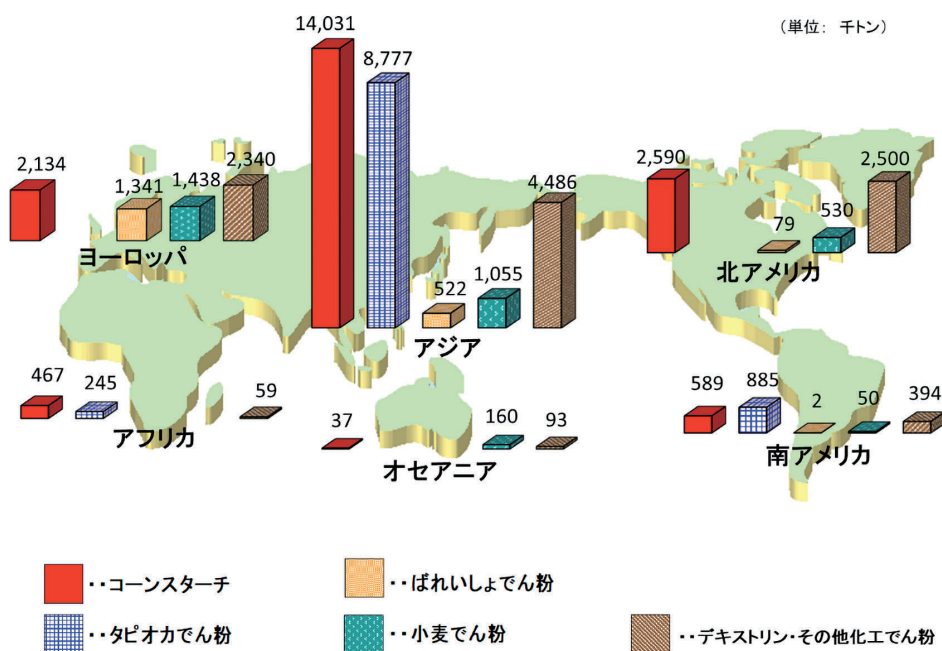 (単位: 千トン)
14,031
8,777
2,134
1,341
1,438
2,340
ヨーロッパ
522
1,055
4,486
アジア
2,590
79
530
2,500
北アメリカ
467
245
59
アフリカ
37
160
93
オセアニア
589
885
2
50
394
南アメリカ
・・コーンスターチ
・・ばれいしょでん粉
・・タピオカでん粉
・・小麦でん粉
・・デキストリン・その他化工でん粉